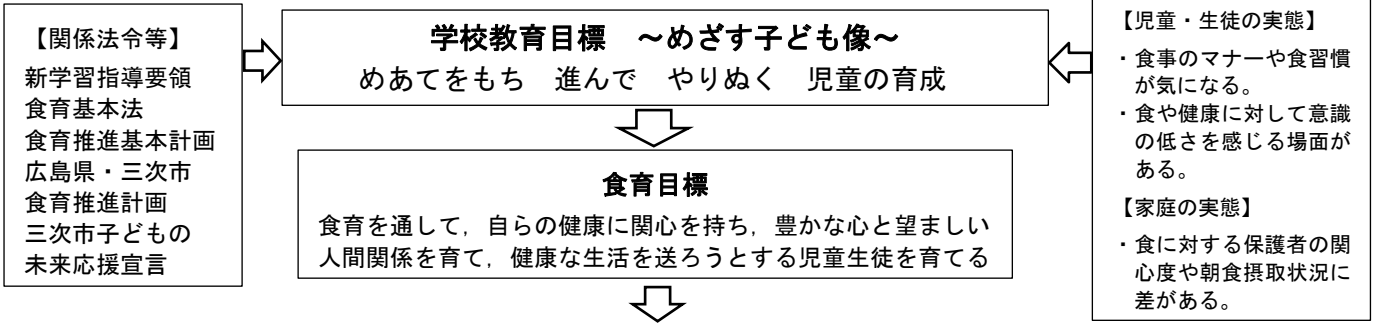 【関係法令等】
新学習指導要領
食育基本法
食育推進基本計画
広島県・三次市
食育推進計画
三次市子どもの
未来応援宣言
学校教育目標 ～めざす子ども像～
めあてをもち 進んで やりぬく 児童の育成
食育目標
食育を通して，自らの健康に関心を持ち，豊かな心と望ましい
人間関係を育て，健康な生活を送ろうとする児童生徒を育てる
【児童・生徒の実態】
・食事のマナーや食習慣
が気になる。
・食や健康に対して意識
の低さを感じる場面が
ある。
【家庭の実態】
・食に対する保護者の関
心度や朝食摂取状況に
差がある。